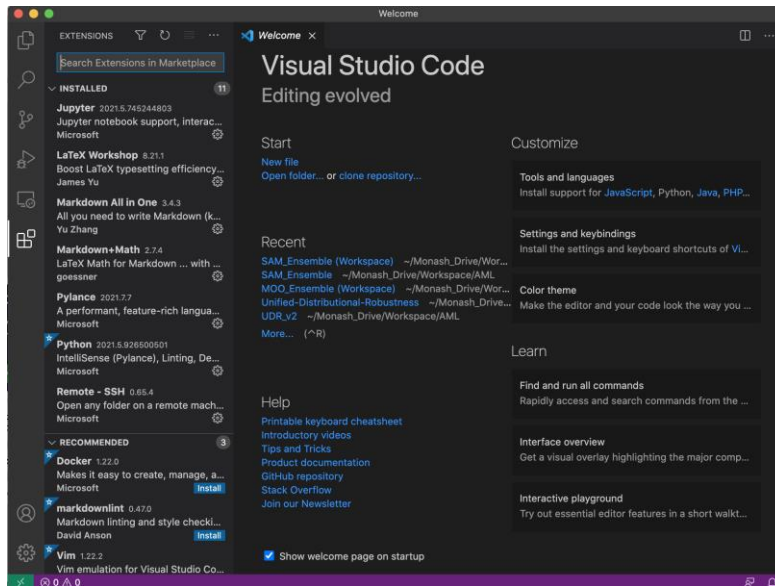 Welcome
EXTENSIONS
Welcome
Search Extensions in Marketplace
INSTALLED
11
Jupyter 2021.5.745244803
Jupyter notebook support, interac...
Microsoft
LaTeX Workshop 8.21.1
Boost LaTeX typesetting efficiency...
James Yu
Markdown All in One 3.4.3
All you need to write Markdown (k...
Yu Zhang
Markdown+Math 2.7.4
LaTeX Math for Markdown ... with ...
goessner
Pylance 2021.7.7
A performant, feature-rich langua...
Microsoft
Python 2021.5.926500501
IntelliSense (Pylance), Linting, De...
Microsoft
Remote - SSH 0.65.4
Open any folder on a remote mach...
Microsoft
RECOMMENDED
3
Docker 1.22.0
Makes it easy to create, manage, a...
Microsoft
Install
markdownlint 0.47.0
Markdown linting and style checki...
David Anson
Install
Vim 1.22.2
Vim emulation for Visual Studio Co...
Visual Studio Code
Editing evolved
Start
New file
Open folder... or clone repository...
Recent
SAM_Ensemble (Workspace) ~/Monash_Drive/Wor...
SAM_Ensemble ~/Monash_Drive/Workspace/AML
MOO_Ensemble (Workspace) ~/Monash_Drive/Wor...
Unified-Distributional-Robustness ~/Monash_Drive...
UDR_v2 ~/Monash_Drive/Workspace/AML
More... (^R)
Help
Printable keyboard cheatsheet
Introductory videos
Tips and Tricks
Product documentation
GitHub repository
Stack Overflow
Join our Newsletter
Show welcome page on startup
Customize
Tools and languages
Install support for JavaScript, Python, Java, PHP...
Settings and keybindings
Install the settings and keyboard shortcuts of Vi...
Color theme
Make the editor and your code look the way you ...
Learn
Find and run all commands
Rapidly access and search commands from the ...
Interface overview
Get a visual overlay highlighting the major comp...
Interactive playground
Try out essential editor features in a short walkt...
0 0